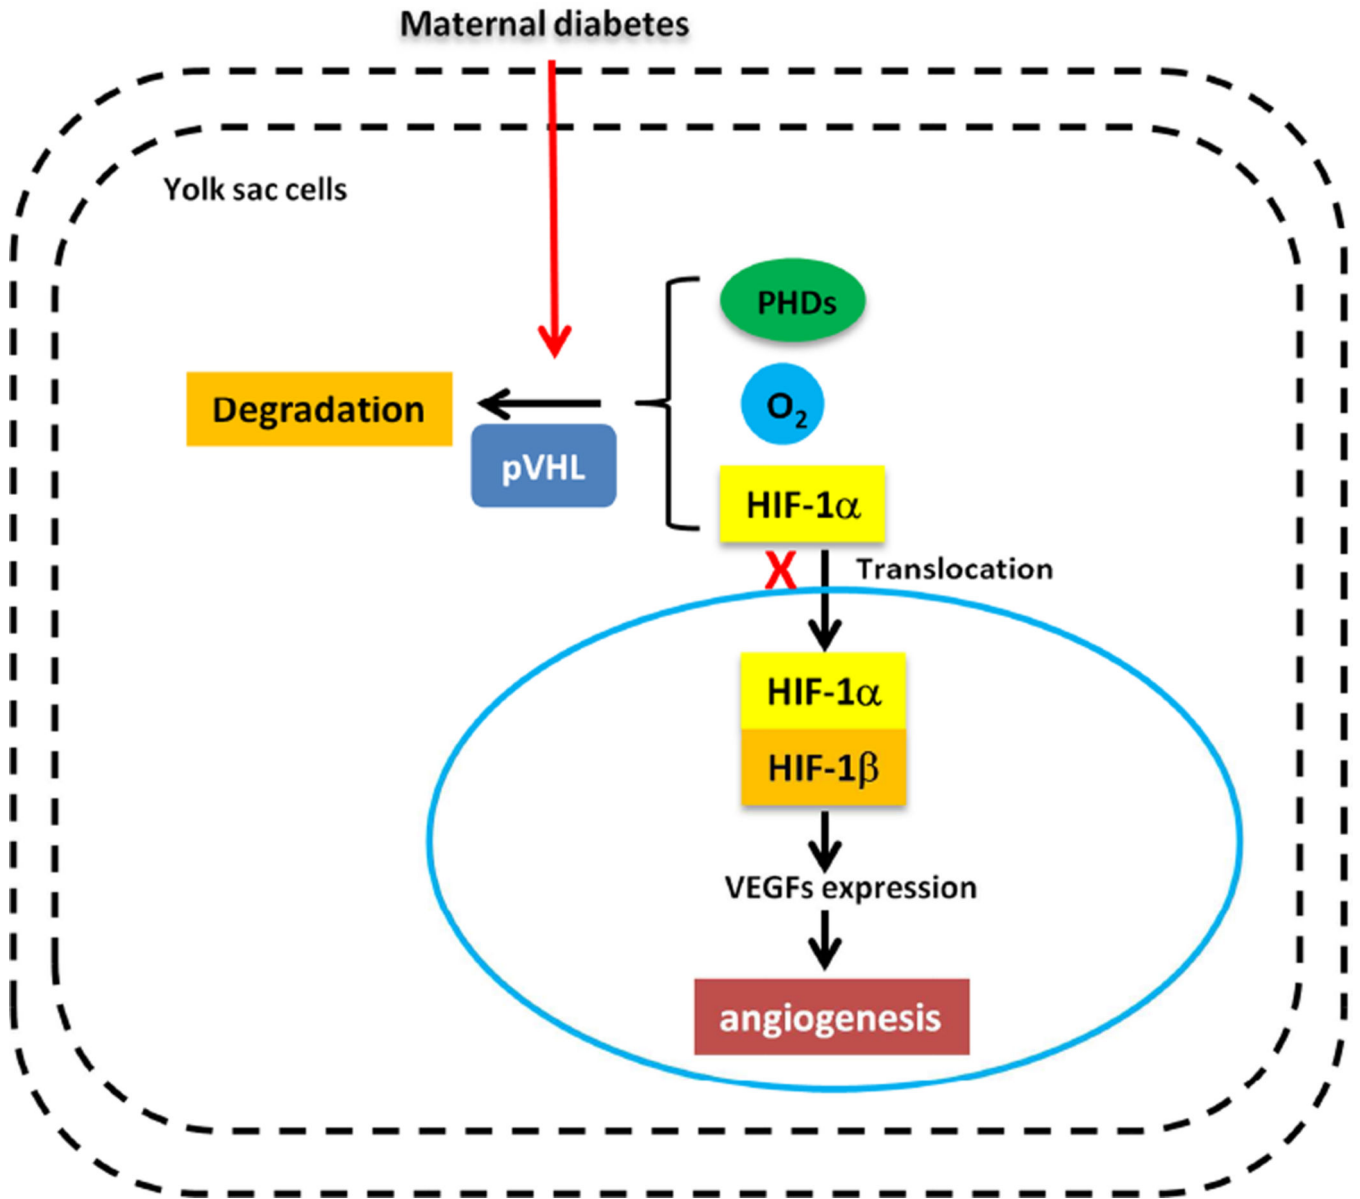 Maternal diabetes
Yolk sac cells
PHDs
O₂
Degradation
pVHL
HIF-1α
X
Translocation
HIF-1α
HIF-1β
VEGFs expression
angiogenesis